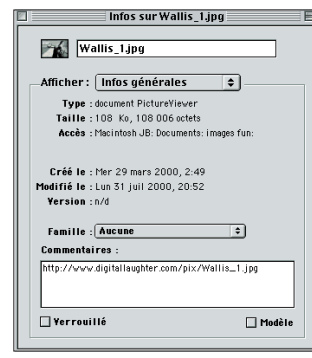 Infos sur Wallis_1.jpg
Wallis_1.jpg
Afficher : Infos générales
Type : document PictureViewer
Taille : 108 Ko, 108 006 octets
Accès : Macintosh JB: Documents: images fun:
Créé le : Mer 29 mars 2000, 2:49
Modifié le : Lun 31 juil 2000, 20:52
Version : n/d
Famille : Aucune
Commentaires :
http://www.digitallaughter.com/pix/Wallis_1.jpg
Verrouillé
Modèle